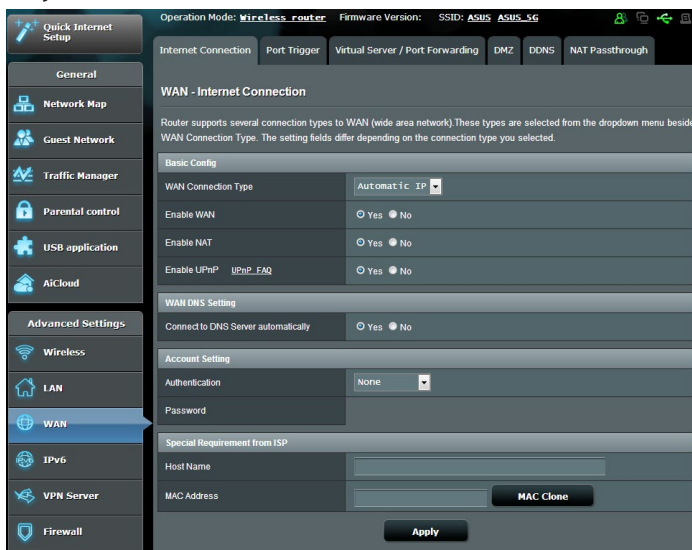 Quick Internet Setup
Operation Mode: Wireless router Firmware Version: SSID: ASUS ASUS_5G
Internet Connection Port Trigger Virtual Server / Port Forwarding DMZ DDNS NAT Passthrough
General
Network Map
Guest Network
Traffic Manager
Parental control
USB application
AiCloud
Advanced Settings
Wireless
LAN
WAN
IPv6
VPN Server
Firewall
WAN - Internet Connection
Router supports several connection types to WAN (wide area network).These types are selected from the dropdown menu beside
WAN Connection Type. The setting fields differ depending on the connection type you selected.
Basic Config
WAN Connection Type Automatic IP
Enable WAN Yes No
Enable NAT Yes No
Enable UPnP UPnP FAQ Yes No
WAN DNS Setting
Connect to DNS Server automatically Yes No
Account Setting
Authentication None
Password
Special Requirement from ISP
Host Name
MAC Address MAC Clone
Apply